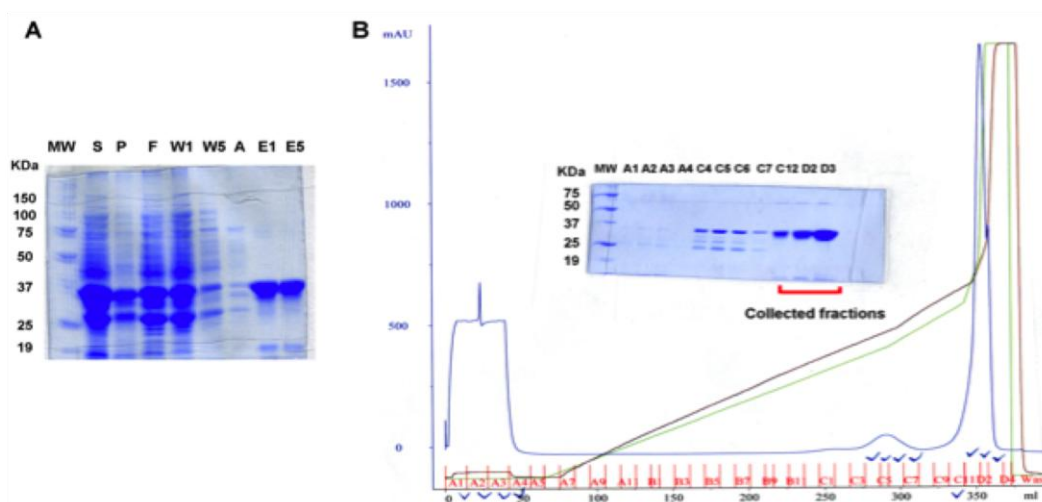 A
MW S P F W1 W5 A E1 E5
KDa
150
100
75
50
37
25
19
B
mAU
1500
1000
500
0
KDa MW A1 A2 A3 A4 C4 C5 C6 C7 C12 D2 D3
75
50
37
25
19
Collected fractions
A1 A2 A3 A4 A5 A7 A9 A11 B1 B3 B5 B7 B9 B11 C1 C3 C5 C7 C9 C11 D2 D4
0 50 100 150 200 250 300 350 ml